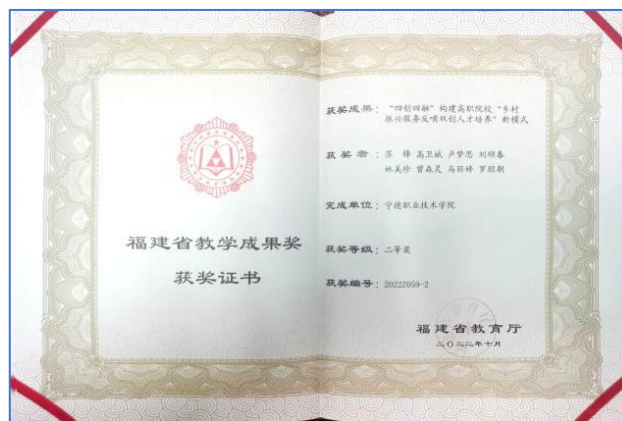 福建省教学成果奖
获奖证书
获奖成果："四创四融"构建高职院校"乡村
振兴服务反哺双创人才培养"新模式
获奖者：苏锋 高卫斌 卢梦思 刘顺春
林美珍 曾森灵 马丽婷 罗朋朝
完成单位：宁德职业技术学院
获奖等级：二等奖
获奖编号：2022Z059-2
福建省教育厅
二〇二二年十月